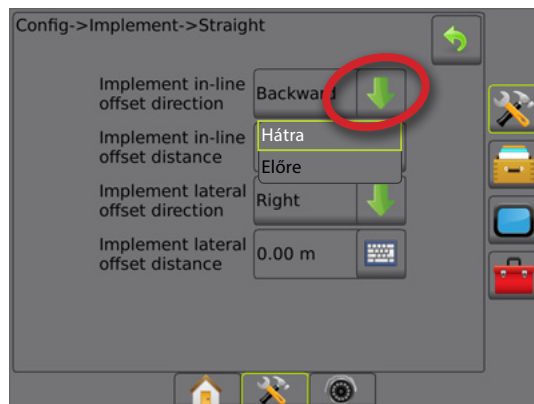 Config->Implement->Straight
Implement in-line
offset direction
Backward
Hátra
Előre
Implement in-line
offset distance
Implement lateral
offset direction
Right
Implement lateral
offset distance
0.00 m